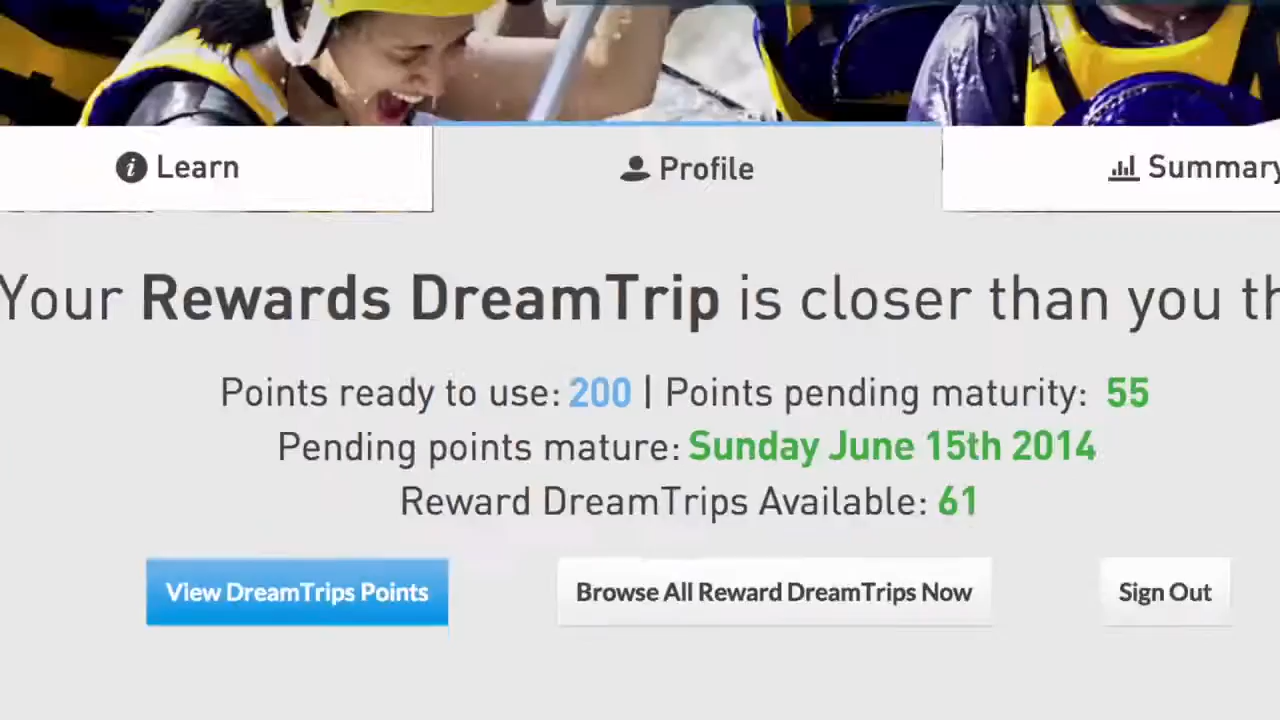 Learn
Profile
Summary
Your Rewards DreamTrip is closer than you th
Points ready to use: 200 | Points pending maturity: 55
Pending points mature: Sunday June 15th 2014
Reward DreamTrips Available: 61
View DreamTrips Points
Browse All Reward DreamTrips Now
Sign Out